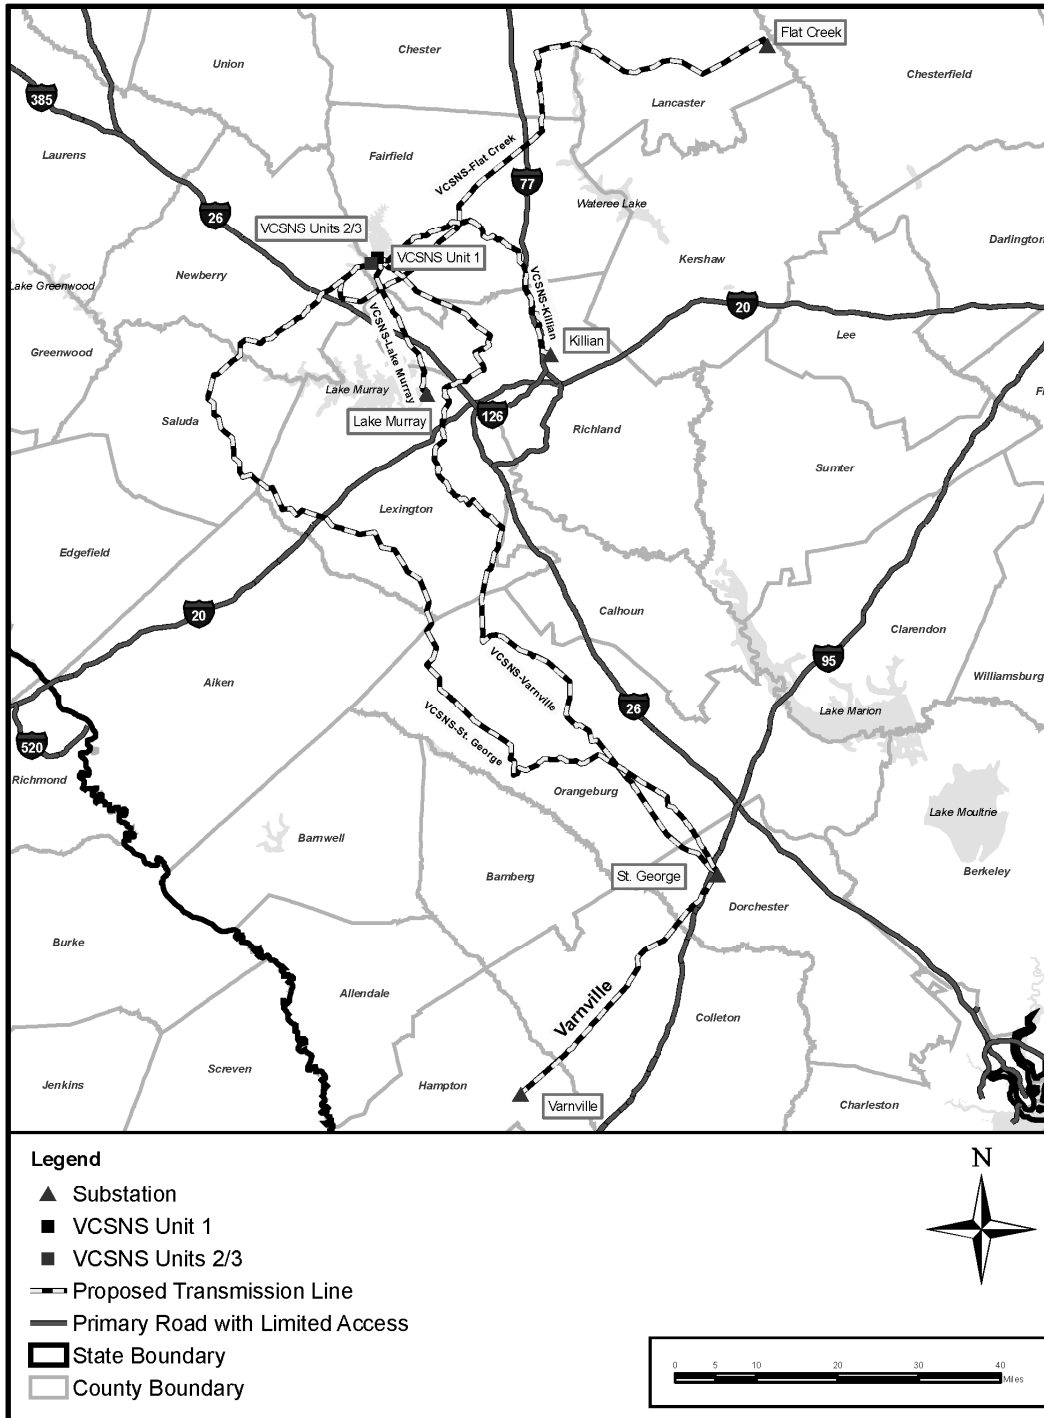 Flat Creek
Chester
Union
Chesterfield
385
Lancaster
Laurens
Fairfield
VCSNS-Flat Creek
77
Wateree Lake
26
VCSNS Units 2/3
Darlington
VCSNS Unit 1
Kershaw
Newberry
Lake Greenwood
VCSNS-Killian
20
VCSNS-Lake Murray
Lee
Killian
Greenwood
Lake Murray
Saluda
Lake Murray
126
Richland
Sumter
Lexington
Edgefield
20
Calhoun
Clarendon
95
VCSNS-Varnville
Williamsburg
Aiken
26
Lake Marion
VCSNS-St. George
520
Richmond
Orangeburg
Lake Moultrie
Barnwell
Bamberg
St. George
Berkeley
Dorchester
Burke
Allendale
Varnville
Colleton
Screven
Jenkins
Hampton
Varnville
Charleston
Legend
N
Substation
VCSNS Unit 1
VCSNS Units 2/3
Proposed Transmission Line
Primary Road with Limited Access
State Boundary
County Boundary
0 5 10 20 30 40
Miles